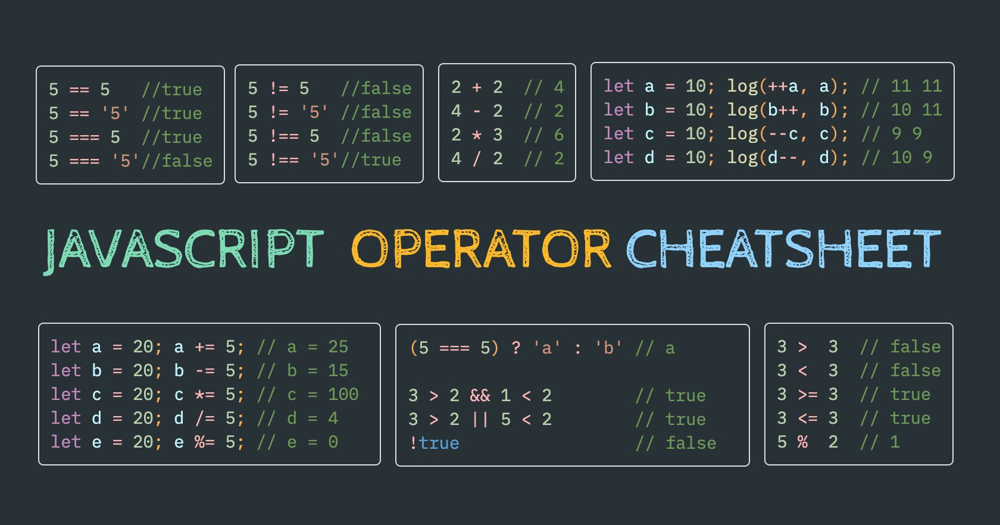 5 == 5   //true
5 == '5' //true
5 === 5  //true
5 === '5'//false
5 != 5   //false
5 != '5' //false
5 !== 5  //false
5 !== '5'//true
2 + 2  // 4
4 - 2  // 2
2 * 3  // 6
4 / 2  // 2
let a = 10; log(++a, a); // 11 11
let b = 10; log(b++, b); // 10 11
let c = 10; log(--c, c); // 9 9
let d = 10; log(d--, d); // 10 9
JAVASCRIPT OPERATOR CHEATSHEET
let a = 20; a += 5; // a = 25
let b = 20; b -= 5; // b = 15
let c = 20; c *= 5; // c = 100
let d = 20; d /= 5; // d = 4
let e = 20; e %= 5; // e = 0
(5 === 5) ? 'a' : 'b' // a
3 > 2 && 1 < 2        // true
3 > 2 || 5 < 2        // true
!true                 // false
3 >  3  // false
3 <  3  // false
3 >= 3  // true
3 <= 3  // true
5 %  2  // 1